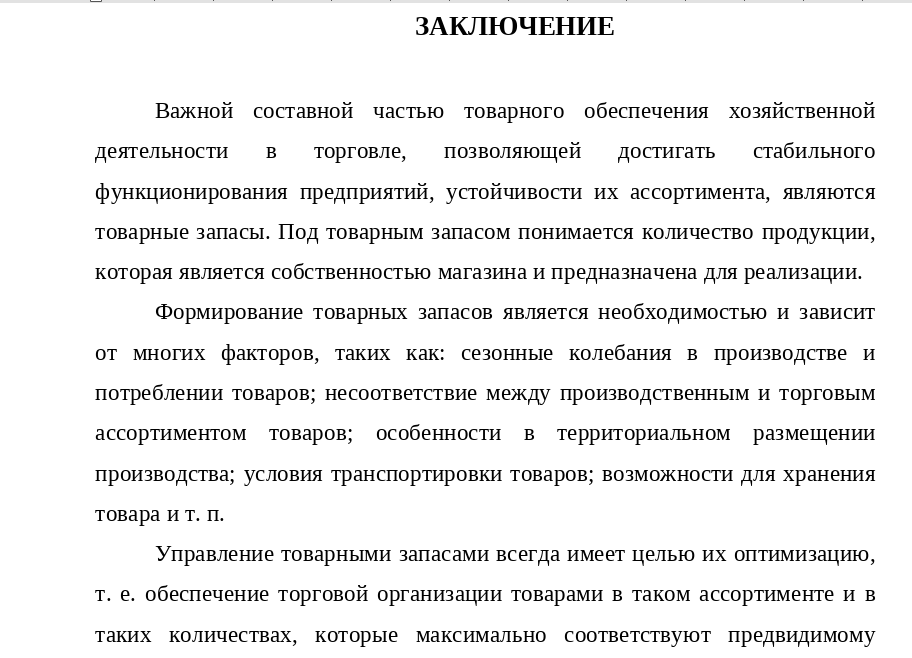 ЗАКЛЮЧЕНИЕ
Важной составной частью товарного обеспечения хозяйственной
деятельности в торговле, позволяющей достигать стабильного
функционирования предприятий, устойчивости их ассортимента, являются
товарные запасы. Под товарным запасом понимается количество продукции,
которая является собственностью магазина и предназначена для реализации.
Формирование товарных запасов является необходимостью и зависит
от многих факторов, таких как: сезонные колебания в производстве и
потреблении товаров; несоответствие между производственным и торговым
ассортиментом товаров; особенности в территориальном размещении
производства; условия транспортировки товаров; возможности для хранения
товара и т. п.
Управление товарными запасами всегда имеет целью их оптимизацию,
т. е. обеспечение торговой организации товарами в таком ассортименте и в
таких количествах, которые максимально соответствуют предвидимому